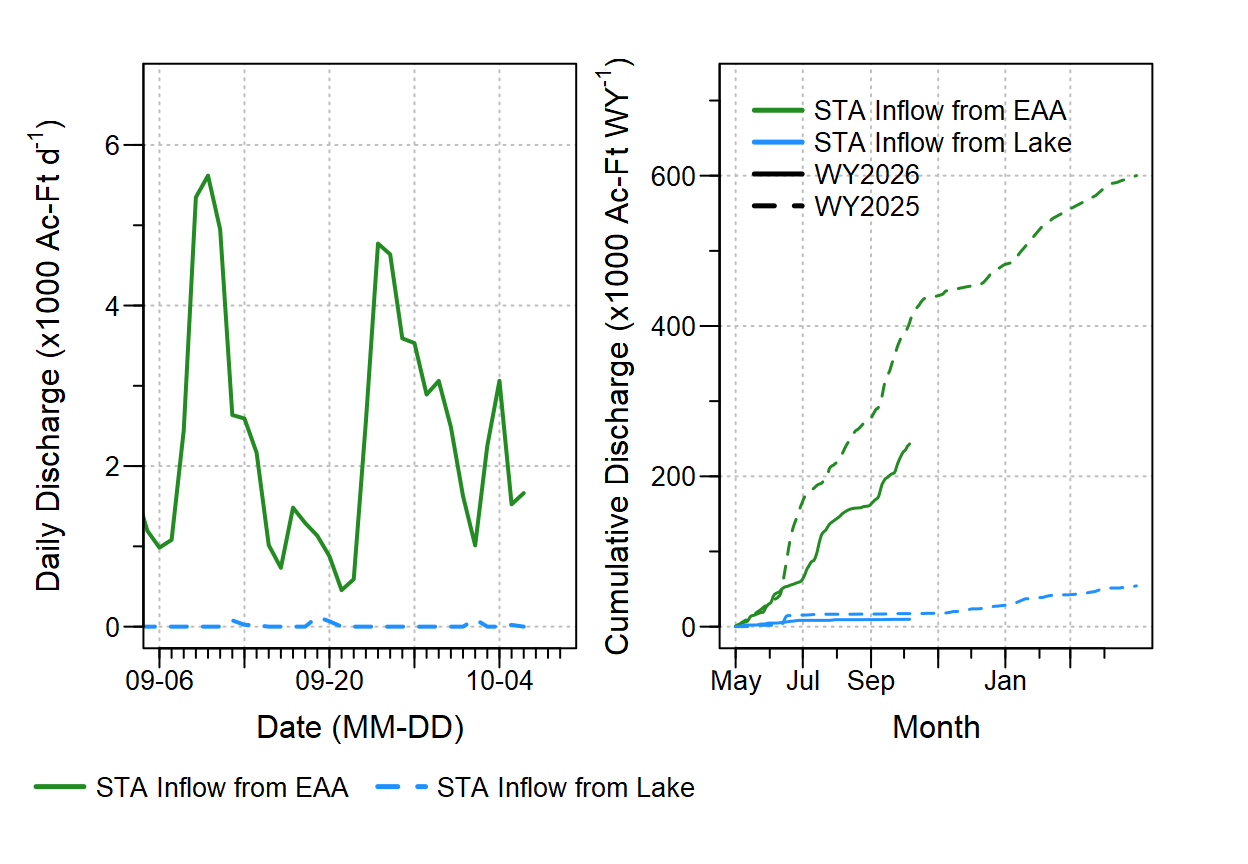 Daily Discharge (x1000 Ac-Ft d⁻¹)
6
4
2
0
09-06
09-20
10-04
Date (MM-DD)
STA Inflow from EAA
STA Inflow from Lake
Cumulative Discharge (x1000 Ac-Ft WY⁻¹)
600
400
200
0
STA Inflow from EAA
STA Inflow from Lake
WY2026
WY2025
May
Jul
Sep
Jan
Month